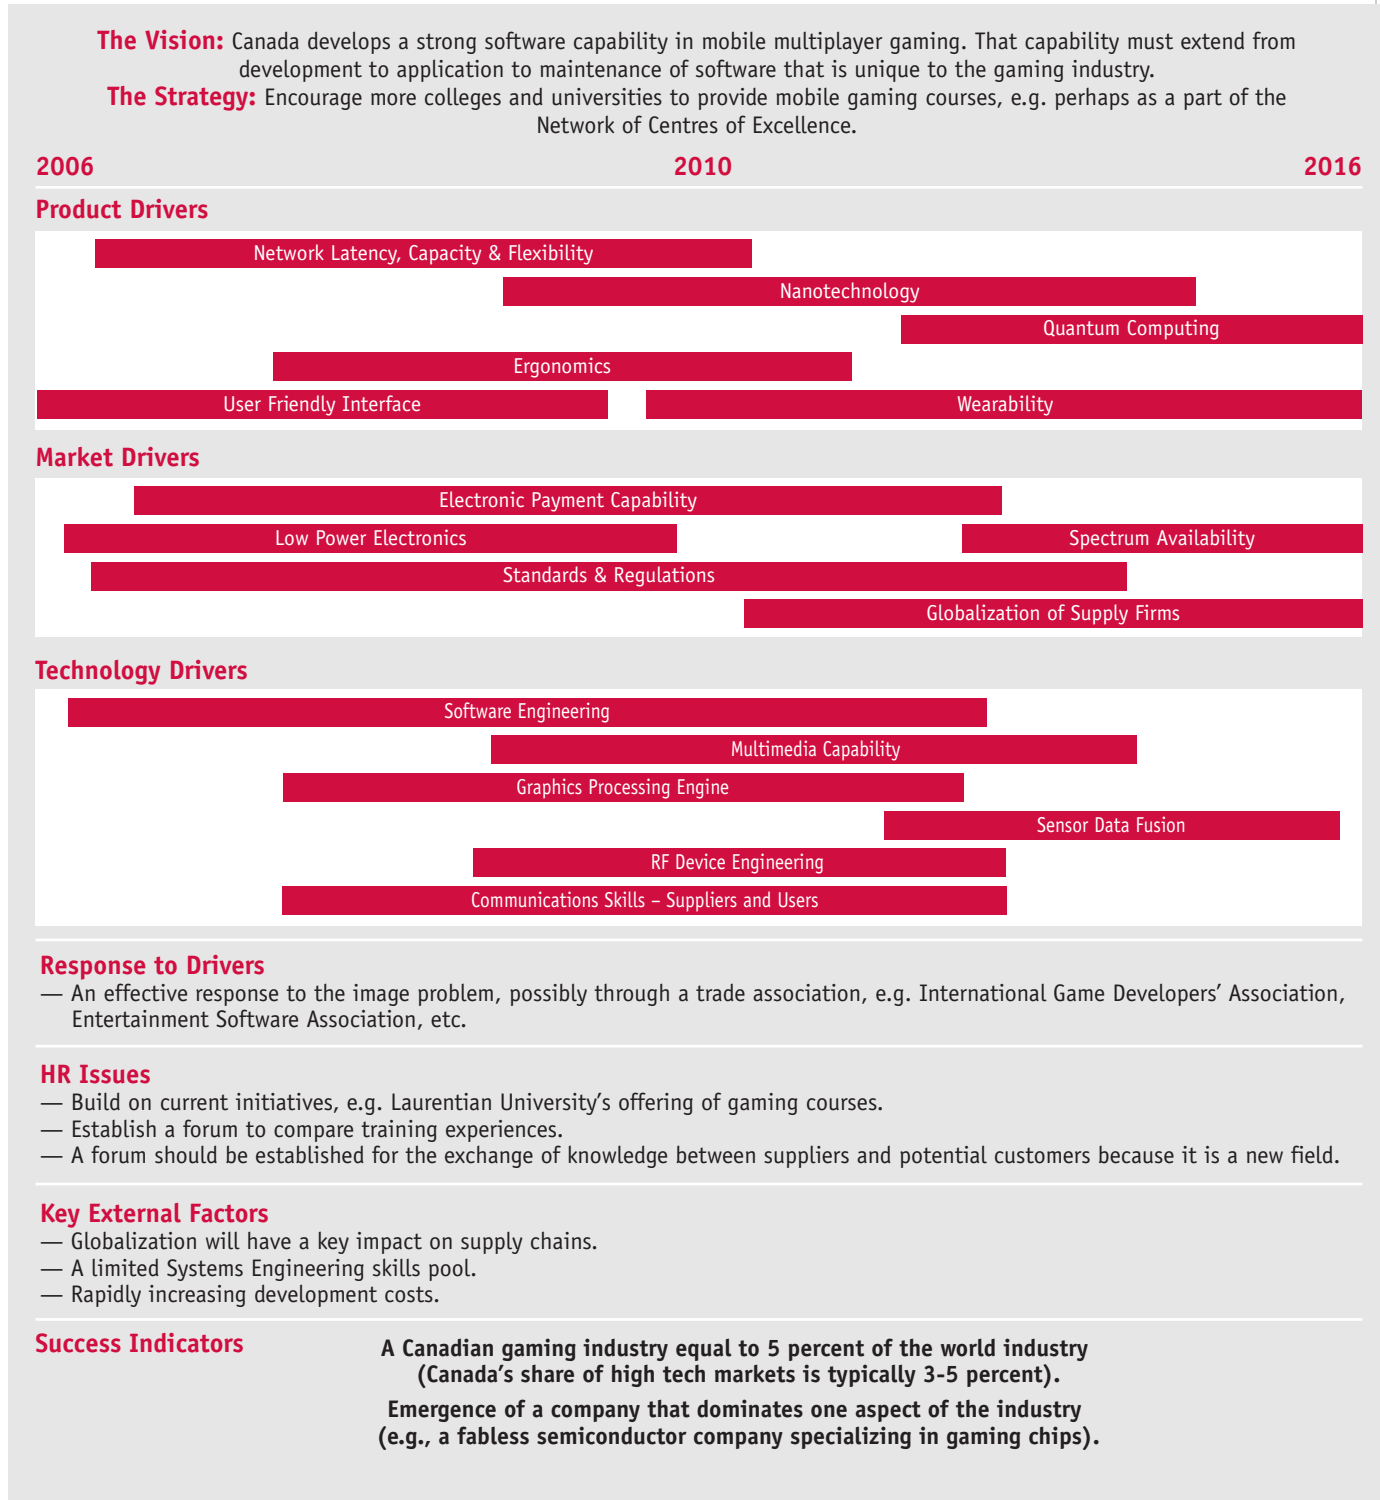 The Vision: Canada develops a strong software capability in mobile multiplayer gaming. That capability must extend from
development to application to maintenance of software that is unique to the gaming industry.
The Strategy: Encourage more colleges and universities to provide mobile gaming courses, e.g. perhaps as a part of the
Network of Centres of Excellence.
2006 2010 2016
Product Drivers
Network Latency, Capacity & Flexibility
Nanotechnology
Quantum Computing
Ergonomics
User Friendly Interface Wearability
Market Drivers
Electronic Payment Capability
Low Power Electronics Spectrum Availability
Standards & Regulations
Globalization of Supply Firms
Technology Drivers
Software Engineering
Multimedia Capability
Graphics Processing Engine
Sensor Data Fusion
RF Device Engineering
Communications Skills – Suppliers and Users
Response to Drivers
— An effective response to the image problem, possibly through a trade association, e.g. International Game Developers’ Association,
Entertainment Software Association, etc.
HR Issues
— Build on current initiatives, e.g. Laurentian University’s offering of gaming courses.
— Establish a forum to compare training experiences.
— A forum should be established for the exchange of knowledge between suppliers and potential customers because it is a new field.
Key External Factors
— Globalization will have a key impact on supply chains.
— A limited Systems Engineering skills pool.
— Rapidly increasing development costs.
Success Indicators
A Canadian gaming industry equal to 5 percent of the world industry
(Canada’s share of high tech markets is typically 3-5 percent).
Emergence of a company that dominates one aspect of the industry
(e.g., a fabless semiconductor company specializing in gaming chips).